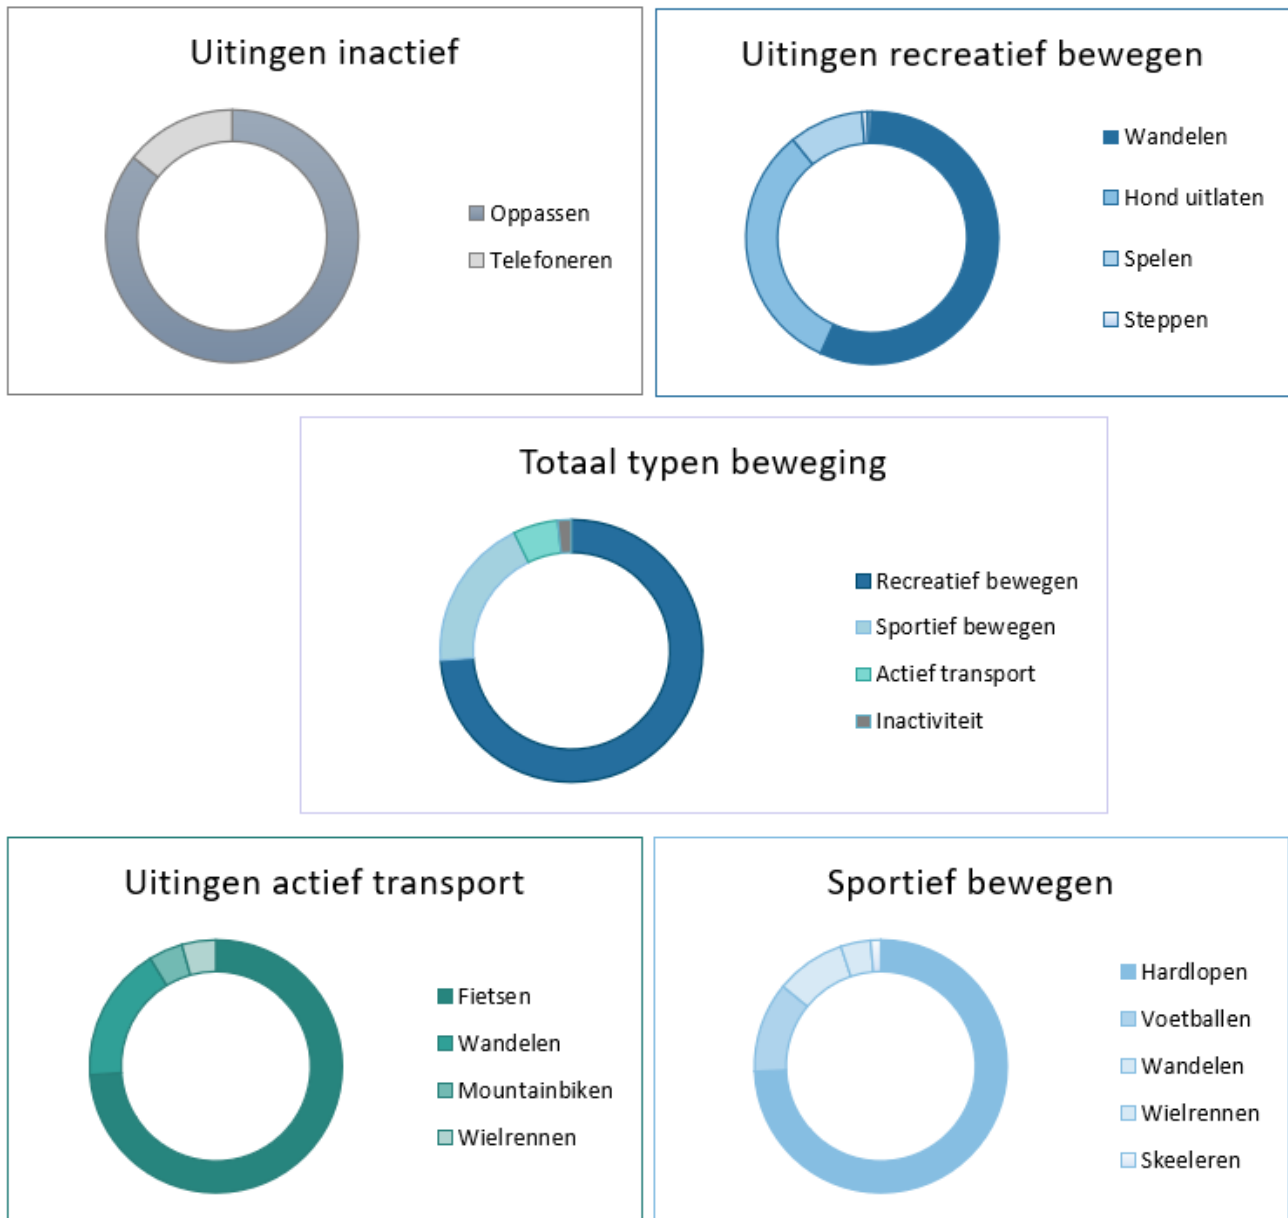 Uitingen inactief
Oppassen
Telefoneren
Uitingen recreatief bewegen
Wandelen
Hond uitlaten
Spelen
Steppen
Totaal typen beweging
Recreatief bewegen
Sportief bewegen
Actief transport
Inactiviteit
Uitingen actief transport
Fietsen
Wandelen
Mountainbiken
Wielrennen
Sportief bewegen
Hardlopen
Voetballen
Wandelen
Wielrennen
Skeeleren